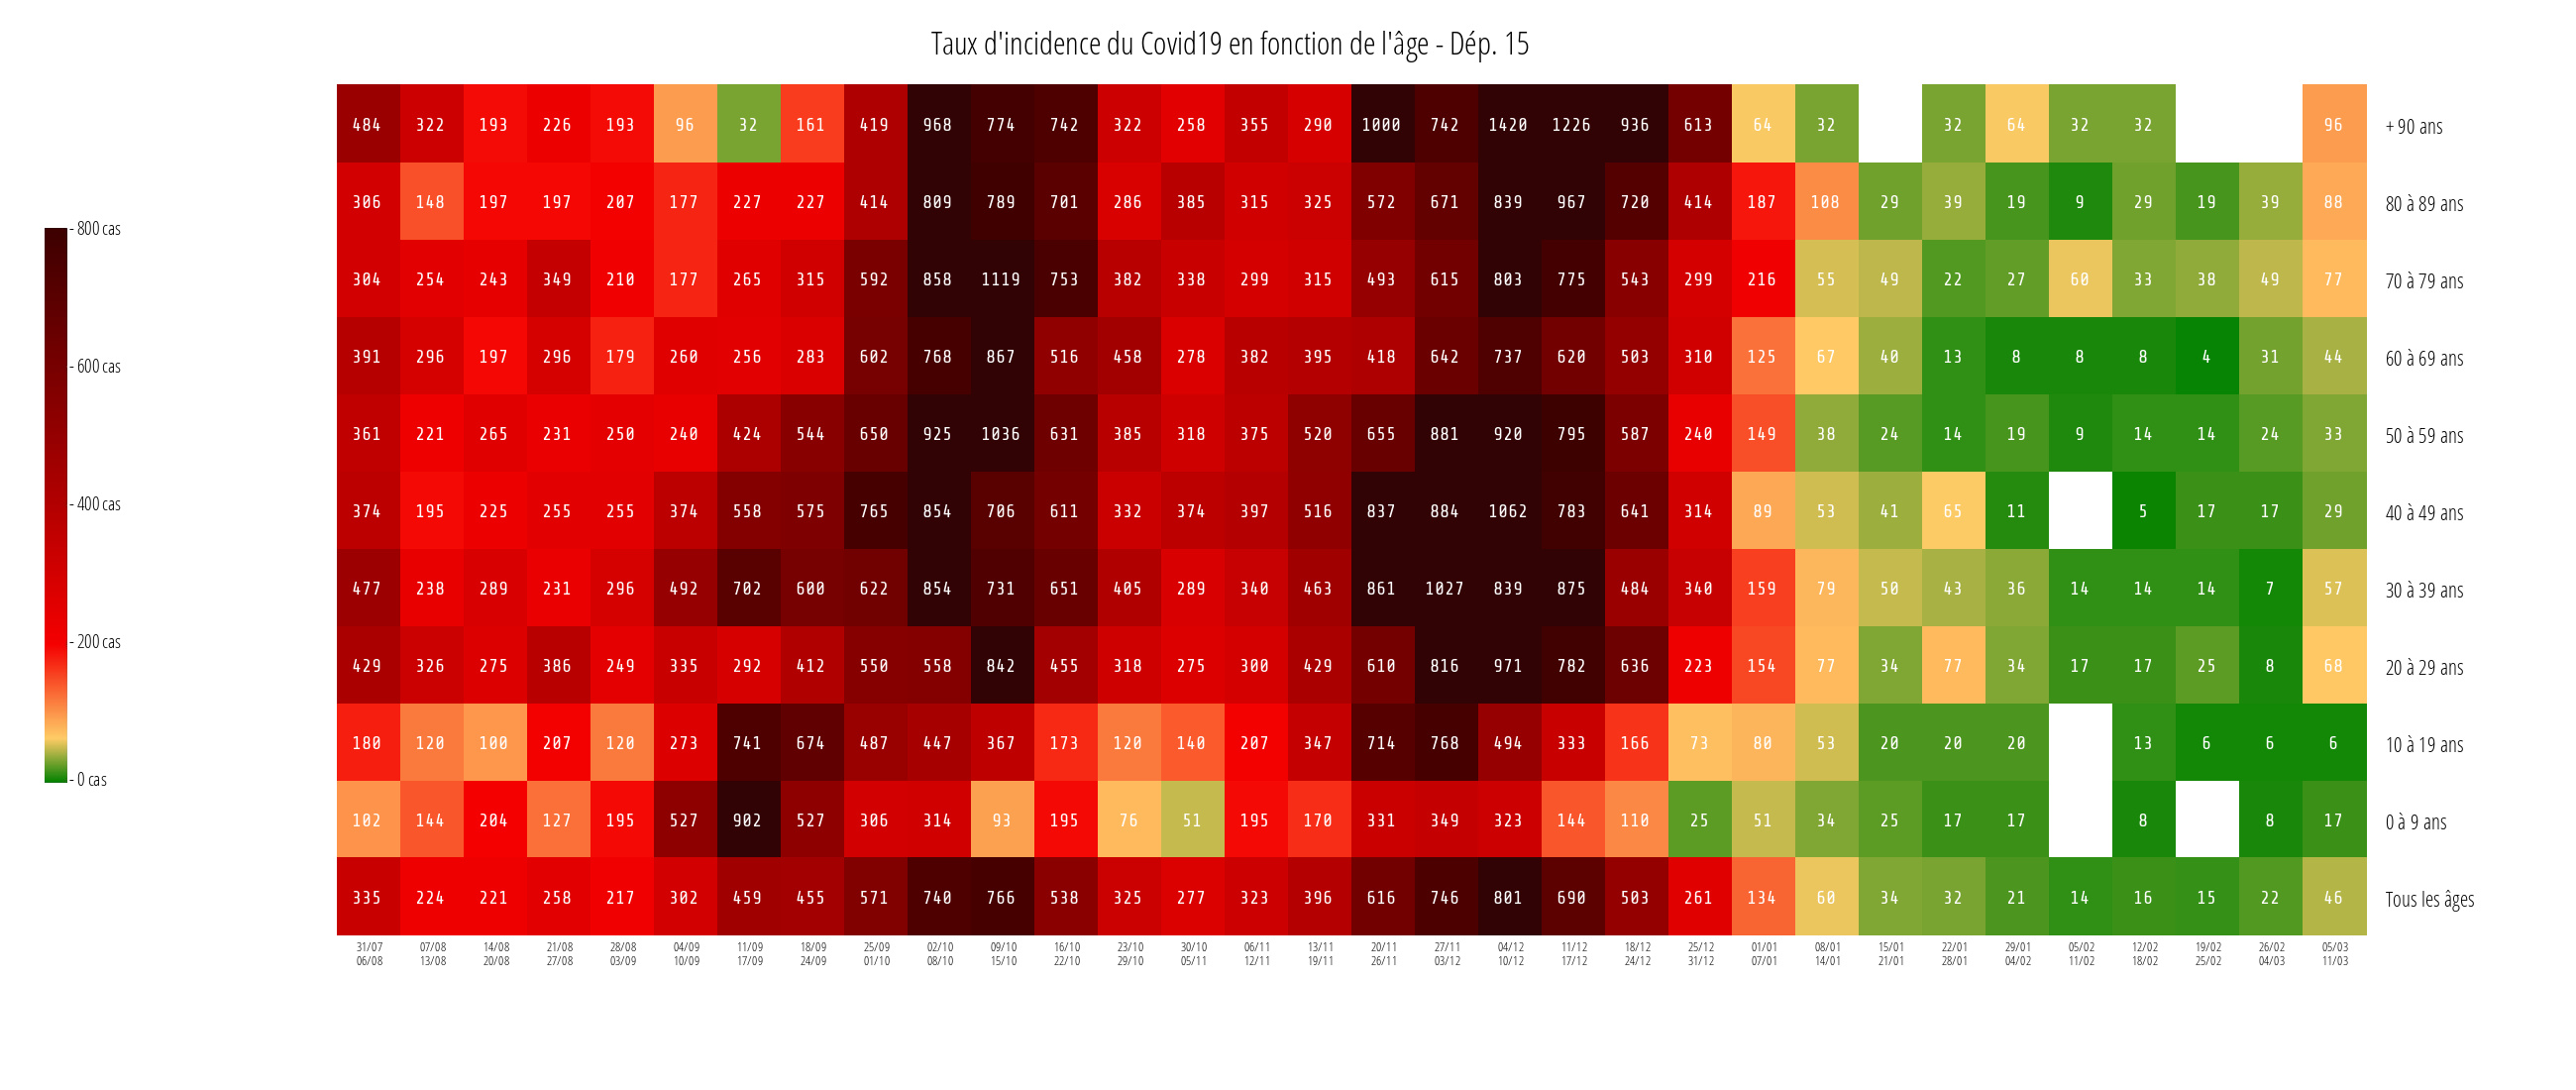 Taux d'incidence du Covid19 en fonction de l'âge - Dép. 15
- 800 cas
- 600 cas
- 400 cas
- 200 cas
- 0 cas
484 322 193 226 193 96 32 161 419 968 774 742 322 258 355 290 1000 742 1420 1226 936 613 64 32 32 64 32 32 96 + 90 ans
306 148 197 197 207 177 227 227 414 809 789 701 286 385 315 325 572 671 839 967 720 414 187 108 29 39 19 9 29 19 39 88 80 à 89 ans
304 254 243 349 210 177 265 315 592 858 1119 753 382 338 299 315 493 615 803 775 543 299 216 55 49 22 27 60 33 38 49 77 70 à 79 ans
391 296 197 296 179 260 256 283 602 768 867 516 458 278 382 395 418 642 737 620 503 310 125 67 40 13 8 8 8 4 31 44 60 à 69 ans
361 221 265 231 250 240 424 544 650 925 1036 631 385 318 375 520 655 881 920 795 587 240 149 38 24 14 19 9 14 14 24 33 50 à 59 ans
374 195 225 255 255 374 558 575 765 854 706 611 332 374 397 516 837 884 1062 783 641 314 89 53 41 65 11 5 17 17 29 40 à 49 ans
477 238 289 231 296 492 702 600 622 854 731 651 405 289 340 463 861 1027 839 875 484 340 159 79 50 43 36 14 14 14 7 57 30 à 39 ans
429 326 275 386 249 335 292 412 550 558 842 455 318 275 300 429 610 816 971 782 636 223 154 77 34 77 34 17 17 25 8 68 20 à 29 ans
180 120 100 207 120 273 741 674 487 447 367 173 120 140 207 347 714 768 494 333 166 73 80 53 20 20 20 13 6 6 6 10 à 19 ans
102 144 204 127 195 527 902 527 306 314 93 195 76 51 195 170 331 349 323 144 110 25 51 34 25 17 17 8 8 17 0 à 9 ans
335 224 221 258 217 302 459 455 571 740 766 538 325 277 323 396 616 746 801 690 503 261 134 60 34 32 21 14 16 15 22 46 Tous les âges
31/07 07/08 14/08 21/08 28/08 04/09 11/09 18/09 25/09 02/10 09/10 16/10 23/10 30/10 06/11 13/11 20/11 27/11 04/12 11/12 18/12 25/12 01/01 08/01 15/01 22/01 29/01 05/02 12/02 19/02 26/02 05/03
06/08 13/08 20/08 27/08 03/09 10/09 17/09 24/09 01/10 08/10 15/10 22/10 29/10 05/11 12/11 19/11 26/11 03/12 10/12 17/12 24/12 31/12 07/01 14/01 21/01 28/01 04/02 11/02 18/02 25/02 04/03 11/03